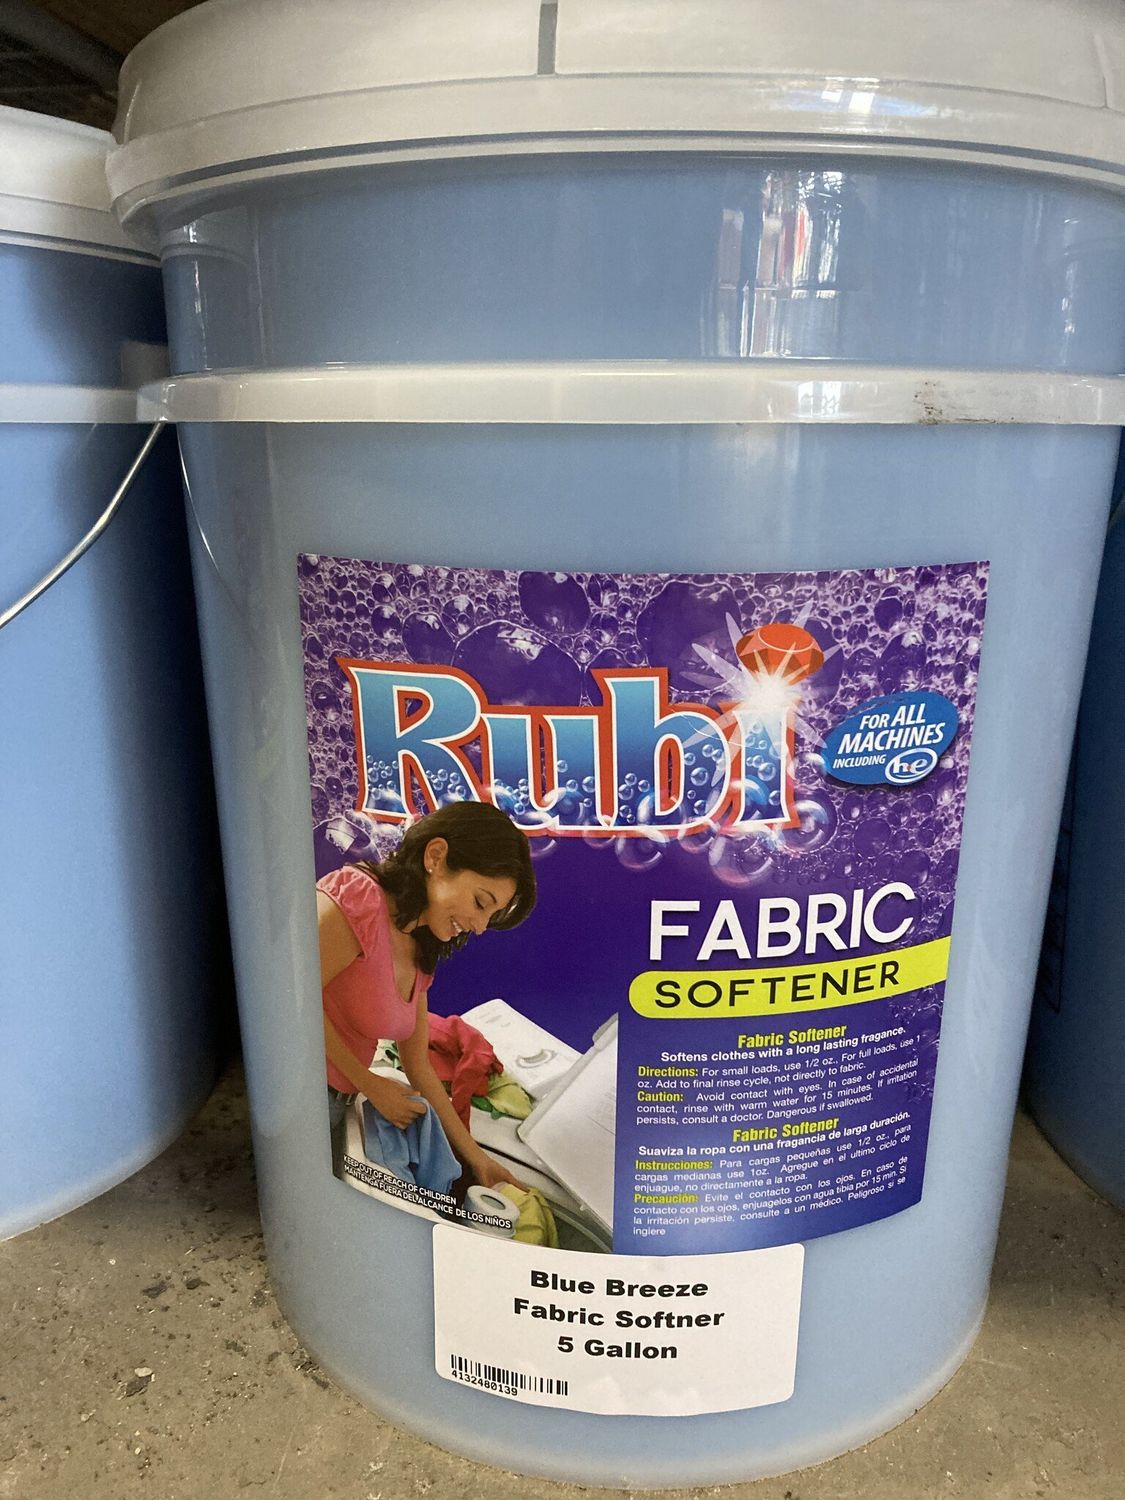 Rubi
FOR ALL
MACHINES
INCLUDING he
FABRIC
SOFTENER
Fabric Softener
Softens clothes with a long lasting fragance.
Directions: For small loads, use 1/2 oz., For full loads, use 1
oz. Add to final rinse cycle, not directly to fabric.
Caution: Avoid contact with eyes. In case of accidental
contact, rinse with warm water for 15 minutes. If irritation
persists, consult a doctor. Dangerous if swallowed.
Fabric Softener
Suaviza la ropa con una fragancia de larga duración.
Instrucciones: Para cargas pequeñas use 1/2 oz., para
cargas medianas use 1oz. Agregue en el ultimo ciclo de
enjuague, no directamente a la ropa.
Precaución: Evite el contacto con los ojos. En caso de
contacto con los ojos, enjuagelos con agua tibia por 15 min. Si
la irritación persiste, consulte a un médico. Peligroso si se
ingiere
KEEP OUT OF REACH OF CHILDREN
MANTENGA FUERA DEL ALCANCE DE LOS NIÑOS
Blue Breeze
Fabric Softner
5 Gallon
4132480139